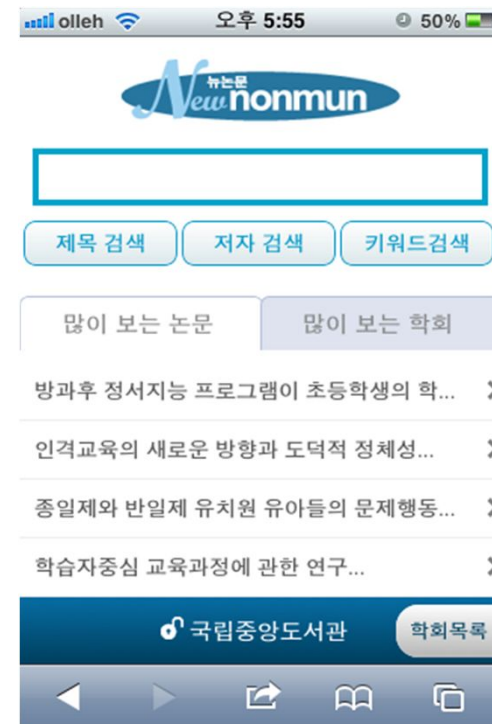 olleh 오후 5:55 50%
뉴논문
New nonmun
제목 검색 저자 검색 키워드검색
많이 보는 논문 많이 보는 학회
방과후 정서지능 프로그램이 초등학생의 학...
인격교육의 새로운 방향과 도덕적 정체성...
종일제와 반일제 유치원 유아들의 문제행동...
학습자중심 교육과정에 관한 연구...
국립중앙도서관 학회목록